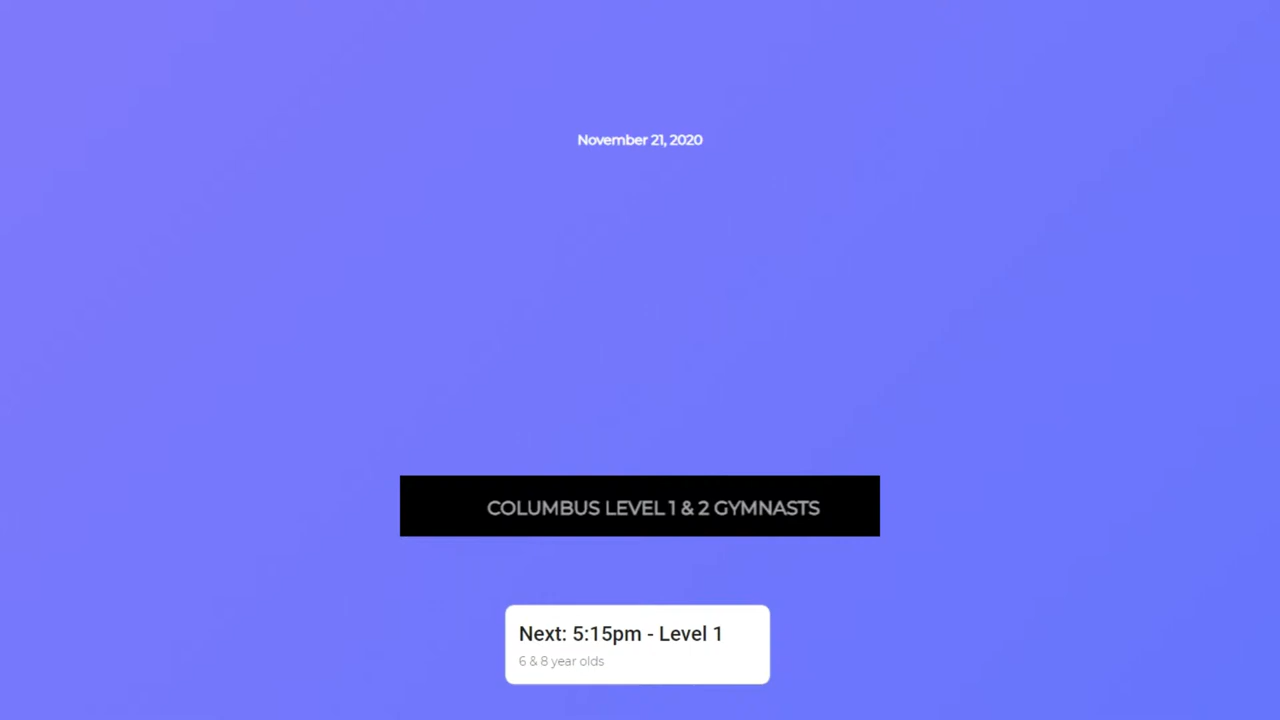 November 21, 2020
COLUMBUS LEVEL 1 & 2 GYMNASTS
Next: 5:15pm - Level 1
6 & 8 year olds